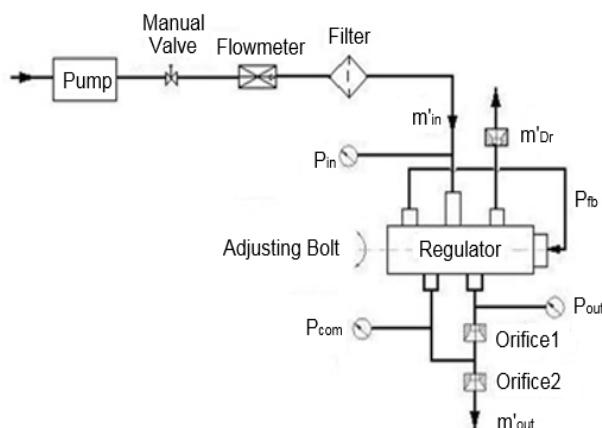 Manual
Valve
Flowmeter
Filter
Pump
m'in
m'Dr
Pin
Pfb
Adjusting Bolt
Regulator
Pout
Pcom
Orifice1
Orifice2
m'out